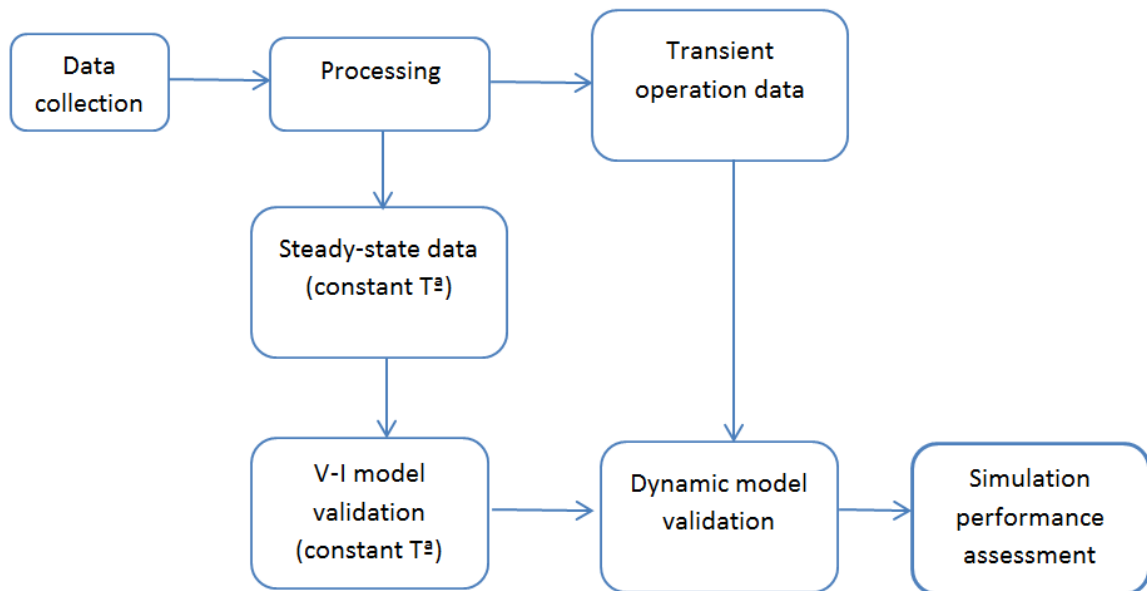 Data
collection
Processing
Transient
operation data
Steady-state data
(constant Tª)
V-I model
validation
(constant Tª)
Dynamic model
validation
Simulation
performance
assessment